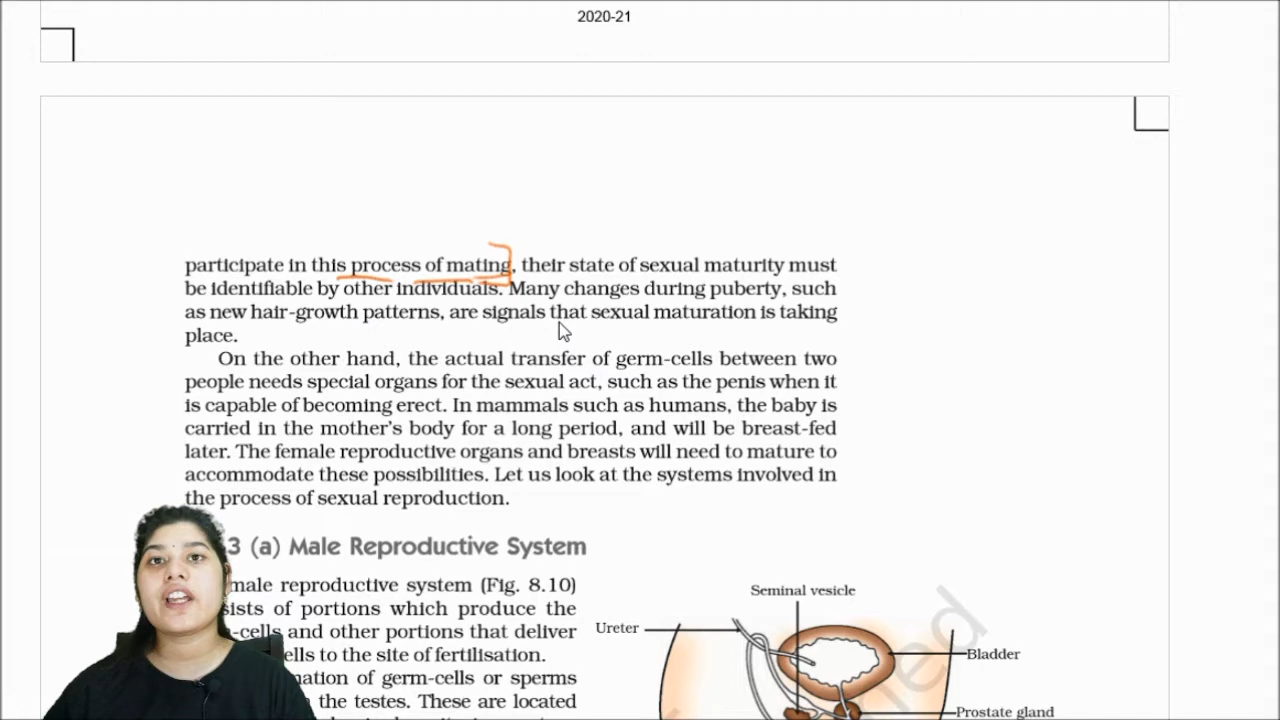 2020-21
participate in this process of mating, their state of sexual maturity must
be identifiable by other individuals. Many changes during puberty, such
as new hair-growth patterns, are signals that sexual maturation is taking
place.
On the other hand, the actual transfer of germ-cells between two
people needs special organs for the sexual act, such as the penis when it
is capable of becoming erect. In mammals such as humans, the baby is
carried in the mother's body for a long period, and will be breast-fed
later. The female reproductive organs and breasts will need to mature to
accommodate these possibilities. Let us look at the systems involved in
the process of sexual reproduction.
3 (a) Male Reproductive System
male reproductive system (Fig. 8.10)
sists of portions which produce the
-cells and other portions that deliver
ells to the site of fertilisation.
nation of germ-cells or sperms
the testes. These are located
Seminal vesicle
Ureter
Bladder
Prostate gland